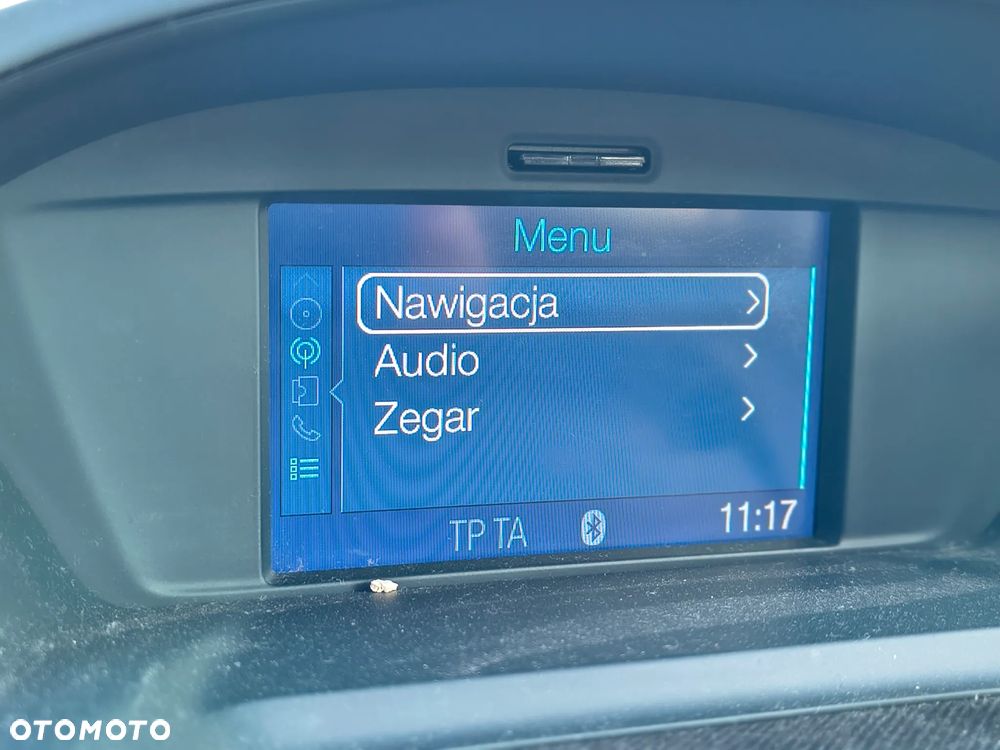 Menu
Nawigacja
Audio
Zegar
TP TA
11:17
OTOMOTO